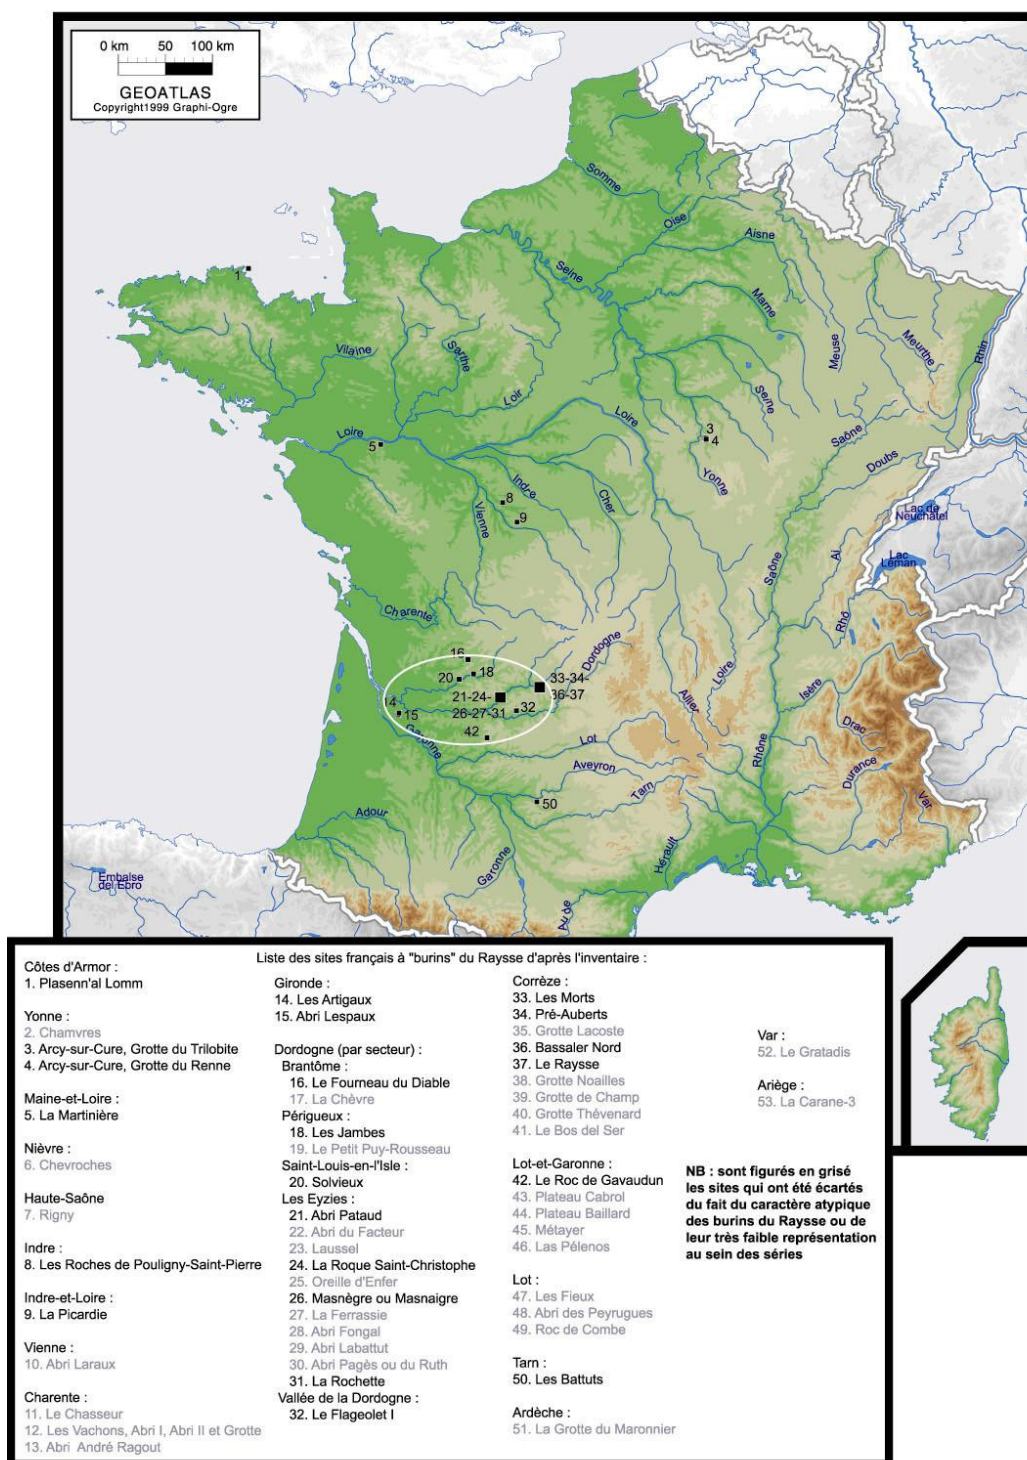 0 km 50 100 km
GEOATLAS
Copyright1999 Graphi-Ogre
Somme
Oise
Aisne
Seine
Marne
Meuse
Meurthe
Rhin
1
Vilaine
Sarthe
Loir
Loire
Seine
3
4
Yonne
Saône
Doubs
Loire
5
Indre
8
9
Cher
Vienne
Lac de
Neuchâtel
Lac
Léman
Ai
Saône
Rhô
Charente
Dordogne
16
18
20
33-34-
36-37
21-24-
26-27-31
32
14
15
42
Garonne
Lot
Aveyron
Tarn
50
Allier
Loire
Isère
Drac
Rhône
Durance
Var
Adour
Garonne
Hérault
Aude
Embalse
del Ebro
Liste des sites français à "burins" du Raysse d'après l'inventaire :
Côtes d'Armor :
1. Plasenn'al Lomm
Yonne :
2. Chamvres
3. Arcy-sur-Cure, Grotte du Trilobite
4. Arcy-sur-Cure, Grotte du Renne
Maine-et-Loire :
5. La Martinière
Nièvre :
6. Chevroches
Haute-Saône
7. Rigny
Indre :
8. Les Roches de Pouligny-Saint-Pierre
Indre-et-Loire :
9. La Picardie
Vienne :
10. Abri Laraux
Charente :
11. Le Chasseur
12. Les Vachons, Abri I, Abri II et Grotte
13. Abri André Ragout
Gironde :
14. Les Artigaux
15. Abri Lespaux
Dordogne (par secteur) :
Brantôme :
16. Le Fourneau du Diable
17. La Chèvre
Périgueux :
18. Les Jambes
19. Le Petit Puy-Rousseau
Saint-Louis-en-l'Isle :
20. Solvieux
Les Eyzies :
21. Abri Pataud
22. Abri du Facteur
23. Laussel
24. La Roque Saint-Christophe
25. Oreille d'Enfer
26. Masnègre ou Masnaigre
27. La Ferrassie
28. Abri Fongal
29. Abri Labattut
30. Abri Pagès ou du Ruth
31. La Rochette
Vallée de la Dordogne :
32. Le Flageolet I
Corrèze :
33. Les Morts
34. Pré-Auberts
35. Grotte Lacoste
36. Bassaler Nord
37. Le Raysse
38. Grotte Noailles
39. Grotte de Champ
40. Grotte Thévenard
41. Le Bos del Ser
Lot-et-Garonne :
42. Le Roc de Gavaudun
43. Plateau Cabrol
44. Plateau Baillard
45. Métayer
46. Las Pélenos
Lot :
47. Les Fieux
48. Abri des Peyrugues
49. Roc de Combe
Tarn :
50. Les Battuts
Ardèche :
51. La Grotte du Maronnier
Var :
52. Le Gratadis
Ariège :
53. La Carane-3
NB : sont figurés en grisé
les sites qui ont été écartés
du fait du caractère atypique
des burins du Raysse ou de
leur très faible représentation
au sein des séries